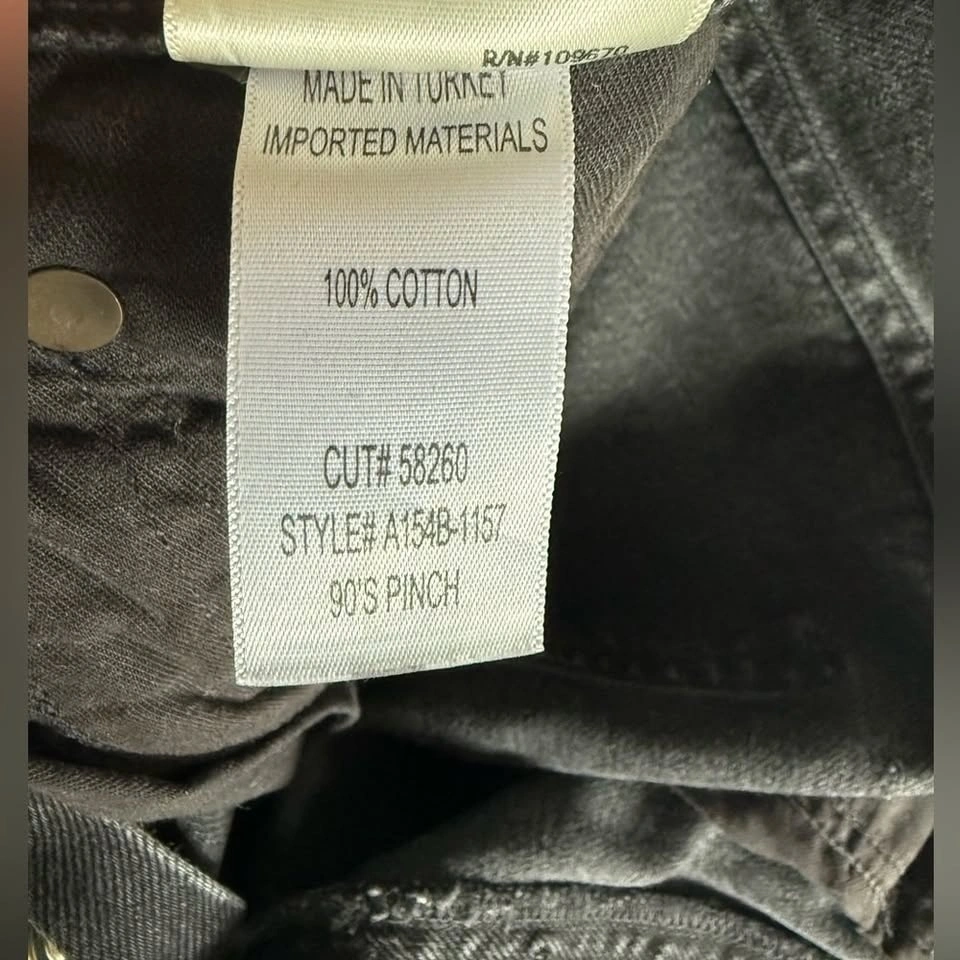 R/N#109670
MADE IN TURKEY
IMPORTED MATERIALS
100% COTTON
CUT# 58260
STYLE# A154B-1157
90'S PINCH